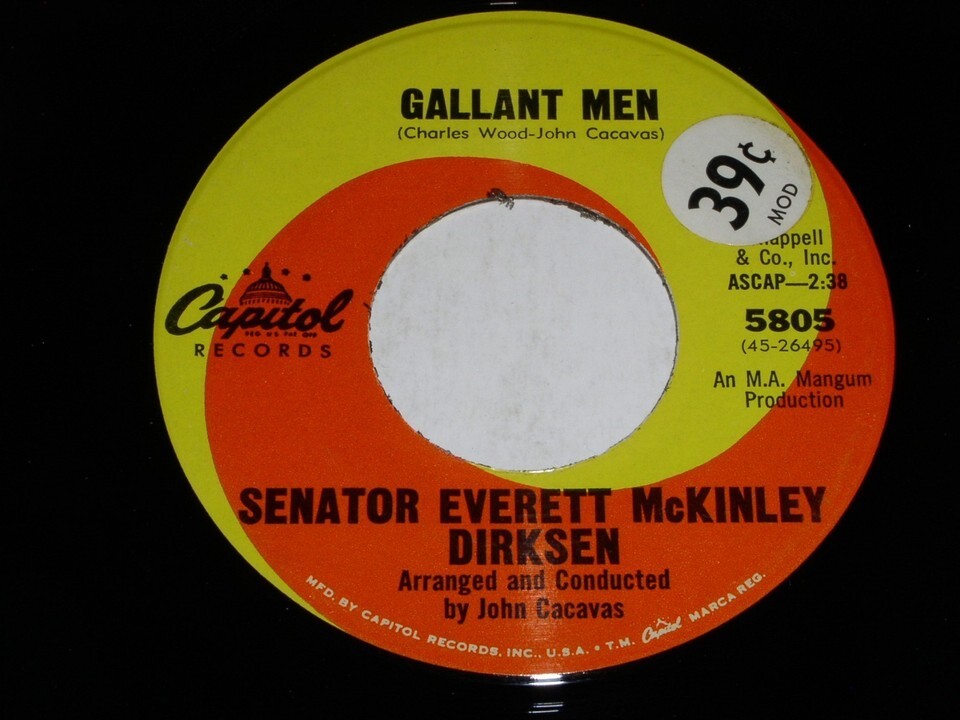 GALLANT MEN
(Charles Wood-John Cacavas)
39¢
MOD
& Co., Inc.
ASCAP—2:38
5805
(45-26495)
An M.A. Mangum
Production
Capitol
RECORDS
SENATOR EVERETT McKINLEY
DIRKSEN
Arranged and Conducted
by John Cacavas
MFD. BY CAPITOL RECORDS, INC., U.S.A. • T.M. Capitol MARCA REG.